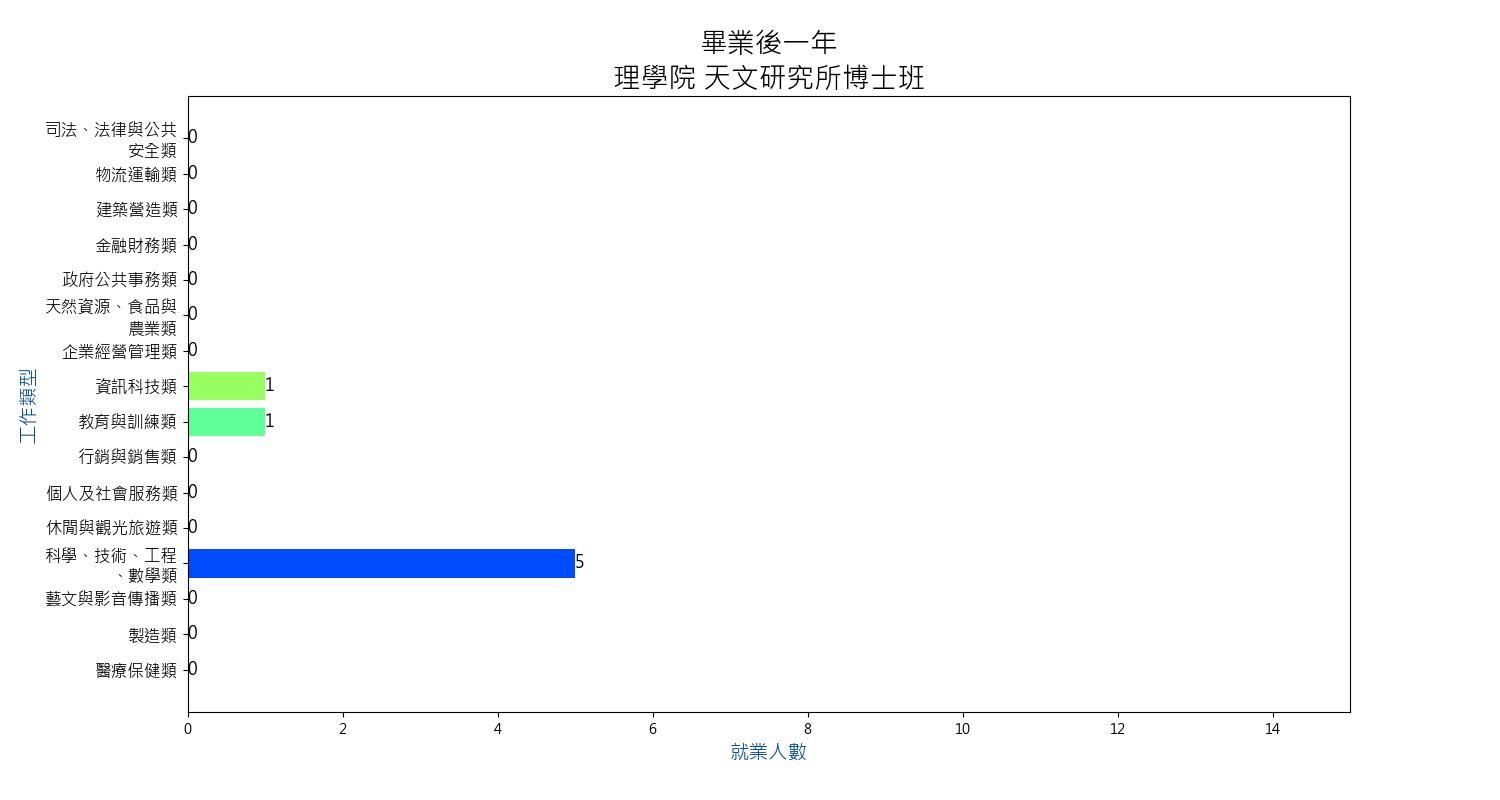 畢業後一年
理學院 天文研究所博士班
司法、法律與公共
安全類
0
物流運輸類
0
建築營造類
0
金融財務類
0
政府公共事務類
0
天然資源、食品與
農業類
0
企業經營管理類
0
資訊科技類
1
教育與訓練類
1
行銷與銷售類
0
個人及社會服務類
0
休閒與觀光旅遊類
0
科學、技術、工程
、數學類
5
藝文與影音傳播類
0
製造類
0
醫療保健類
0
工作類型
0 2 4 6 8 10 12 14
就業人數